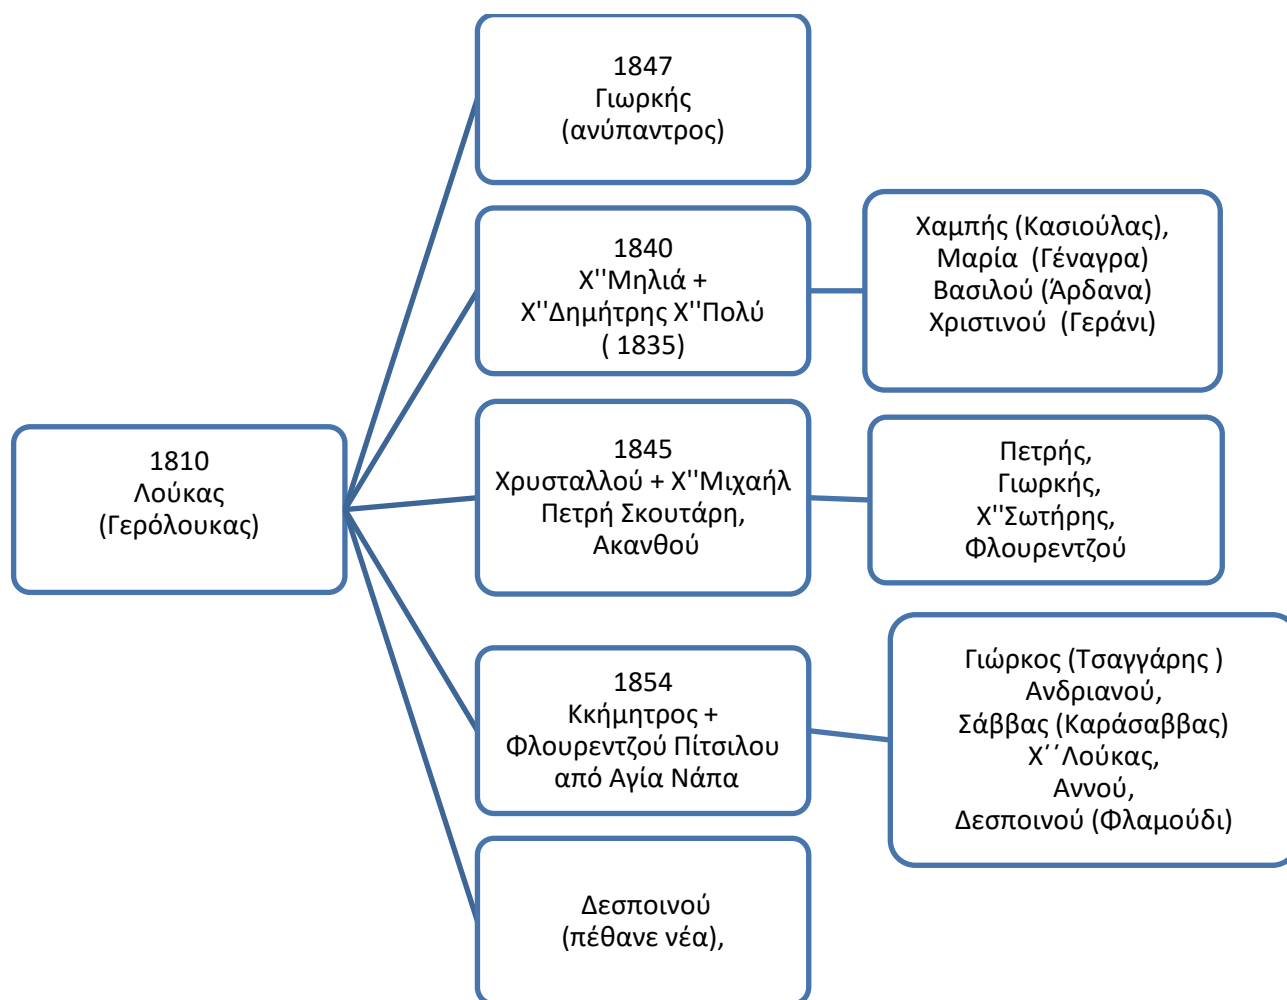 1847
Γιωρκής
(ανύπαντρος)
1840
Χ''Μηλιά +
Χ''Δημήτρης Χ''Πολύ
( 1835)
Χαμπής (Κασιούλας),
Μαρία  (Γέναγρα)
Βασιλού (Άρδανα)
Χριστινού  (Γεράνι)
1810
Λούκας
(Γερόλουκας)
1845
Χρυσταλλού + Χ''Μιχαήλ
Πετρή Σκουτάρη,
Ακανθού
Πετρής,
Γιωρκής,
Χ''Σωτήρης,
Φλουρεντζού
1854
Κκήμητρος +
Φλουρεντζού Πίτσιλου
από Αγία Νάπα
Γιώρκος (Τσαγγάρης )
Ανδριανού,
Σάββας (Καράσαββας)
Χ΄΄Λούκας,
Αννού,
Δεσποινού (Φλαμούδι)
Δεσποινού
(πέθανε νέα),